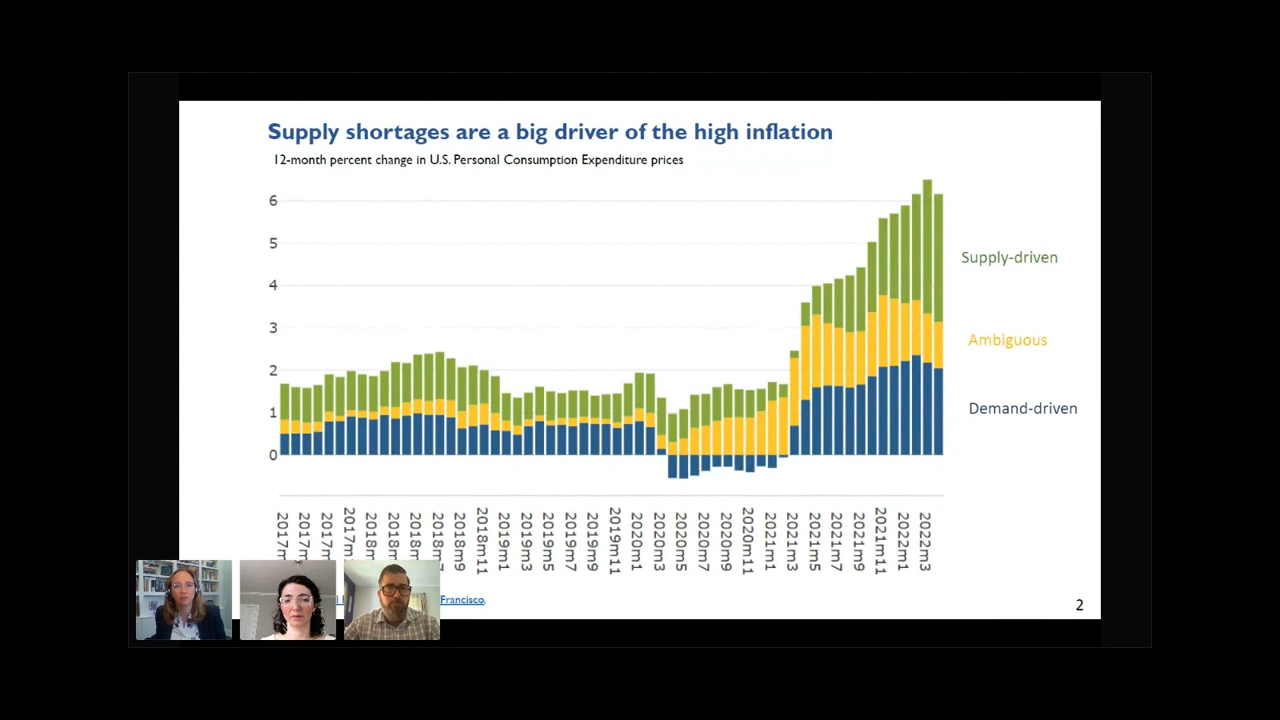 Supply shortages are a big driver of the high inflation
12-month percent change in U.S. Personal Consumption Expenditure prices
6
5
4
3
2
1
0
Supply-driven
Ambiguous
Demand-driven
2018m9
2018m11
2019m1
2019m3
2019m5
2019m7
2019m9
2019m11
2020m1
2020m3
2020m5
2020m7
2020m9
2020m11
2021m1
2021m3
2021m5
2021m7
2021m9
2021m11
2022m1
2022m3
Francisco.
2